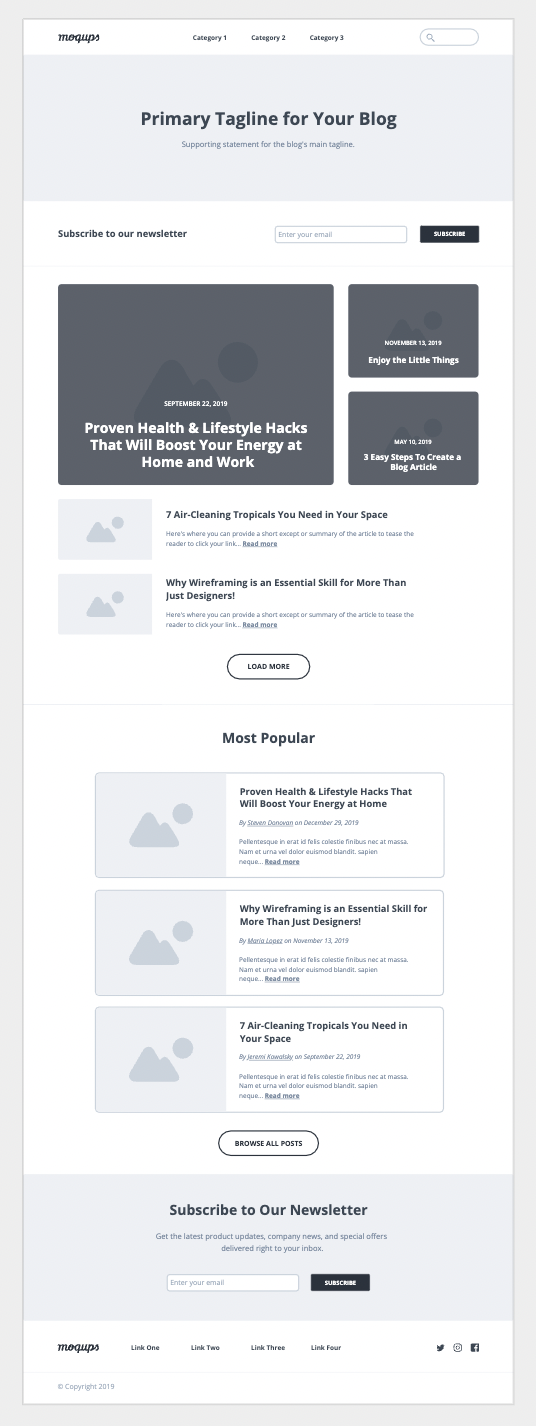 moqups
Category 1
Category 2
Category 3
Primary Tagline for Your Blog
Supporting statement for the blog's main tagline.
Subscribe to our newsletter
Enter your email
SUBSCRIBE
SEPTEMBER 22, 2019
Proven Health & Lifestyle Hacks
That Will Boost Your Energy at
Home and Work
NOVEMBER 13, 2019
Enjoy the Little Things
MAY 10, 2019
3 Easy Steps To Create a
Blog Article
7 Air-Cleaning Tropicals You Need in Your Space
Here's where you can provide a short except or summary of the article to tease the
reader to click your link... Read more
Why Wireframing is an Essential Skill for More Than
Just Designers!
Here's where you can provide a short except or summary of the article to tease the
reader to click your link... Read more
LOAD MORE
Most Popular
Proven Health & Lifestyle Hacks That
Will Boost Your Energy at Home
By Steven Donovan on December 29, 2019
Pellentesque in erat id felis colestie finibus nec at massa.
Nam et urna vel dolor euismod blandit. sapien
neque... Read more
Why Wireframing is an Essential Skill for
More Than Just Designers!
By Maria Lopez on November 13, 2019
Pellentesque in erat id felis colestie finibus nec at massa.
Nam et urna vel dolor euismod blandit. sapien
neque... Read more
7 Air-Cleaning Tropicals You Need in
Your Space
By Jeremi Kowalsky on September 22, 2019
Pellentesque in erat id felis colestie finibus nec at massa.
Nam et urna vel dolor euismod blandit. sapien
neque... Read more
BROWSE ALL POSTS
Subscribe to Our Newsletter
Get the latest product updates, company news, and special offers
delivered right to your inbox.
Enter your email
SUBSCRIBE
moqups
Link One
Link Two
Link Three
Link Four
© Copyright 2019